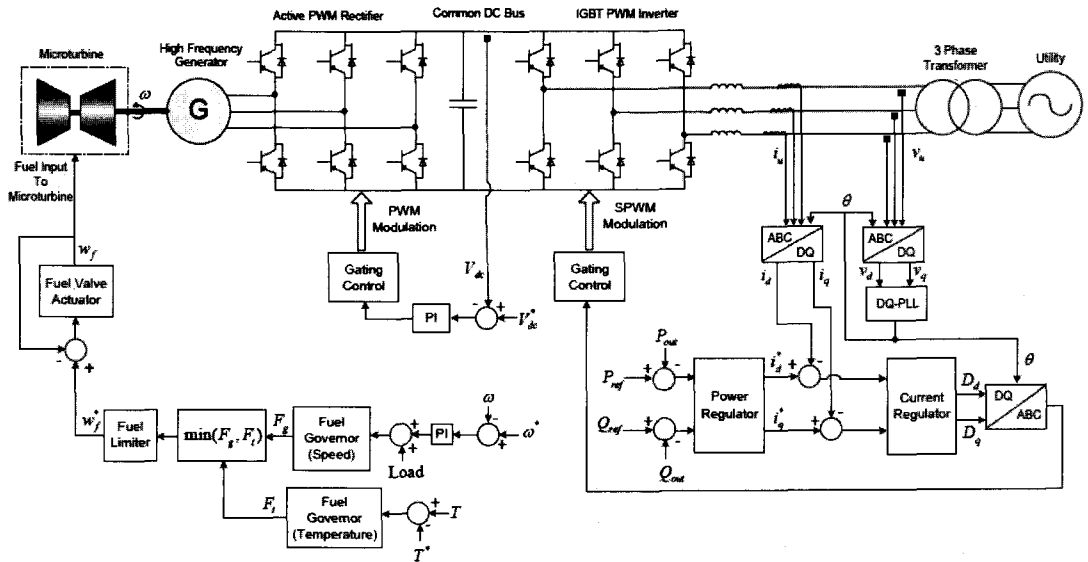 Active PWM Rectifier
Common DC Bus
IGBT PWM Inverter
Microturbine
High Frequency
Generator
3 Phase
Transformer
Utility
ω
G
Fuel Input
To
Microturbine
PWM
Modulation
SPWM
Modulation
i_u
v_u
θ
ABC
DQ
ABC
DQ
w_f
Gating
Control
V_dc
Gating
Control
i_d
i_q
v_d
v_q
Fuel Valve
Actuator
DQ-PLL
PI
-
+
V*_dc
-
+
P_out
θ
P_ref
+
-
Power
Regulator
i*_d
+
-
Current
Regulator
D_d
DQ
ABC
w*_f
Fuel
Limiter
min(F_g, F_t)
F_g
Fuel
Governor
(Speed)
+
+
PI
ω
-
+
ω*
Q_ref
+
-
i*_q
+
-
D_q
Load
Q_out
F_t
Fuel
Governor
(Temperature)
+
-
T
T*